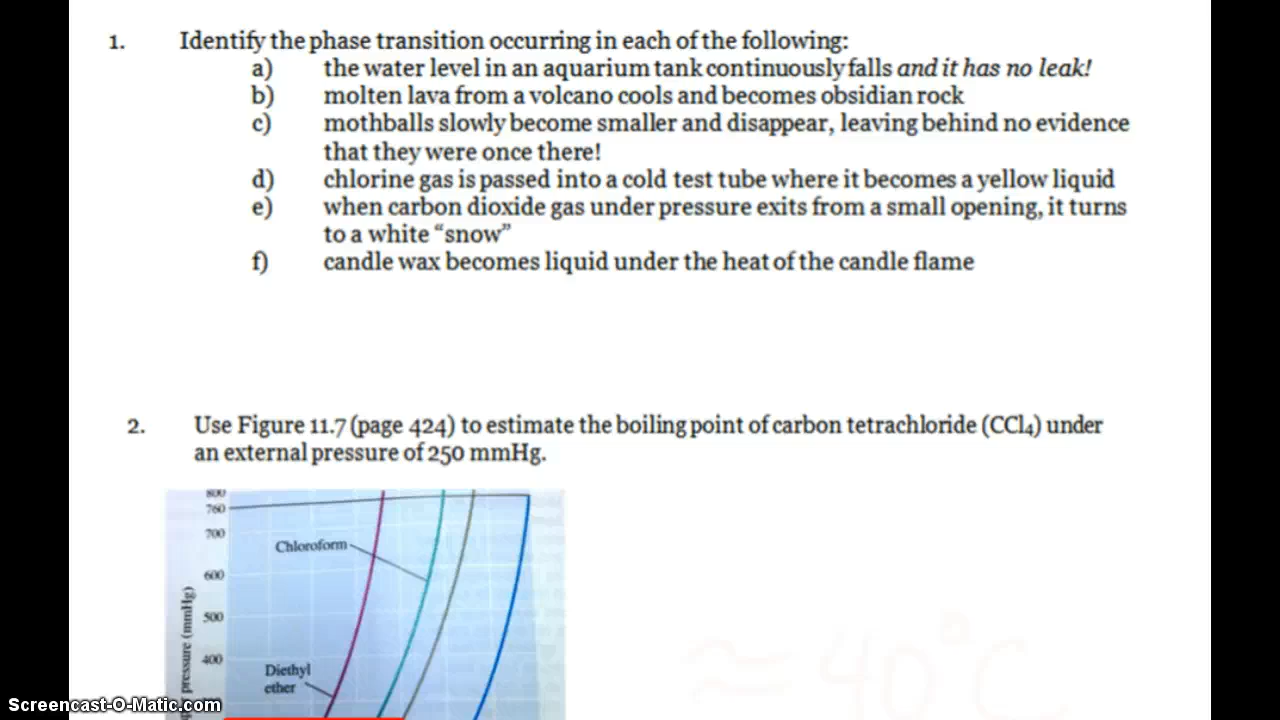 1. Identify the phase transition occurring in each of the following:
a) the water level in an aquarium tank continuously falls and it has no leak!
b) molten lava from a volcano cools and becomes obsidian rock
c) mothballs slowly become smaller and disappear, leaving behind no evidence
that they were once there!
d) chlorine gas is passed into a cold test tube where it becomes a yellow liquid
e) when carbon dioxide gas under pressure exits from a small opening, it turns
to a white “snow”
f) candle wax becomes liquid under the heat of the candle flame
2. Use Figure 11.7 (page 424) to estimate the boiling point of carbon tetrachloride (CCl4) under
an external pressure of 250 mmHg.
800
760
700
Chloroform
600
500
400
Diethyl
ether
pressure (mmHg)
≈ 40°C
Screencast-O-Matic.com